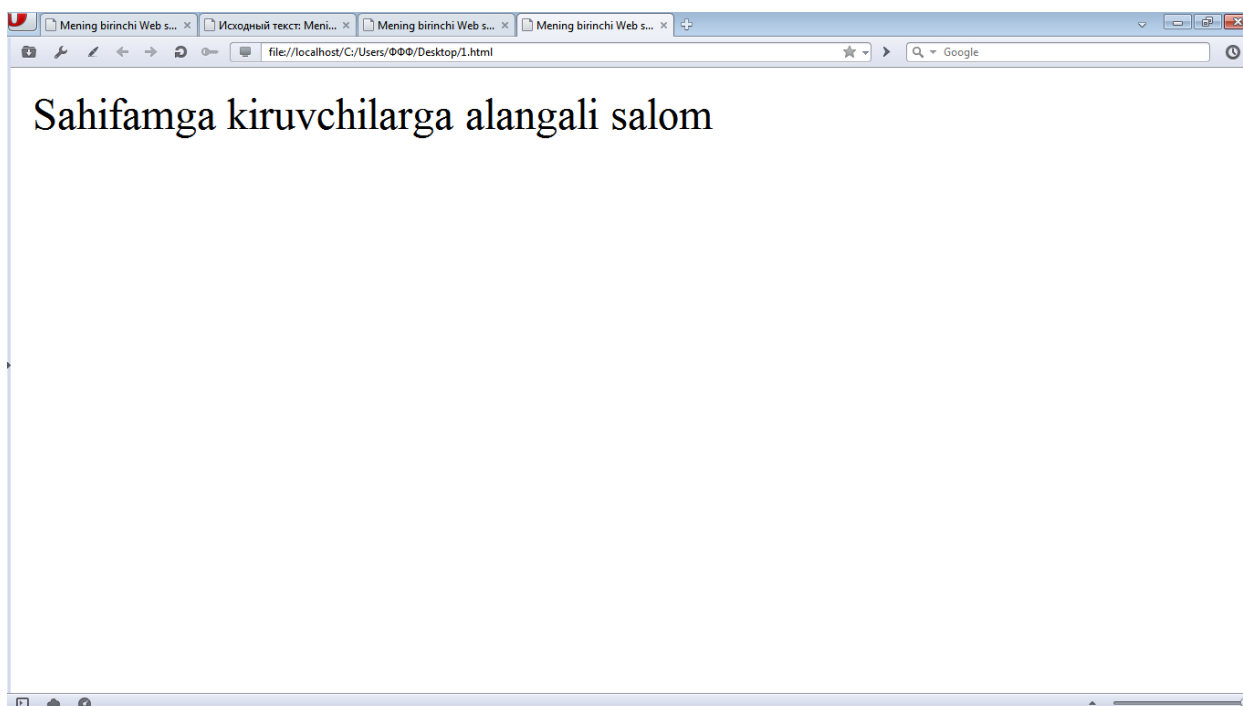 Mening birinchi Web s... Исходный текст: Meni... Mening birinchi Web s... Mening birinchi Web s...
file://localhost/C:/Users/ФФФ/Desktop/1.html Google
Sahifamga kiruvchilarga alangali salom